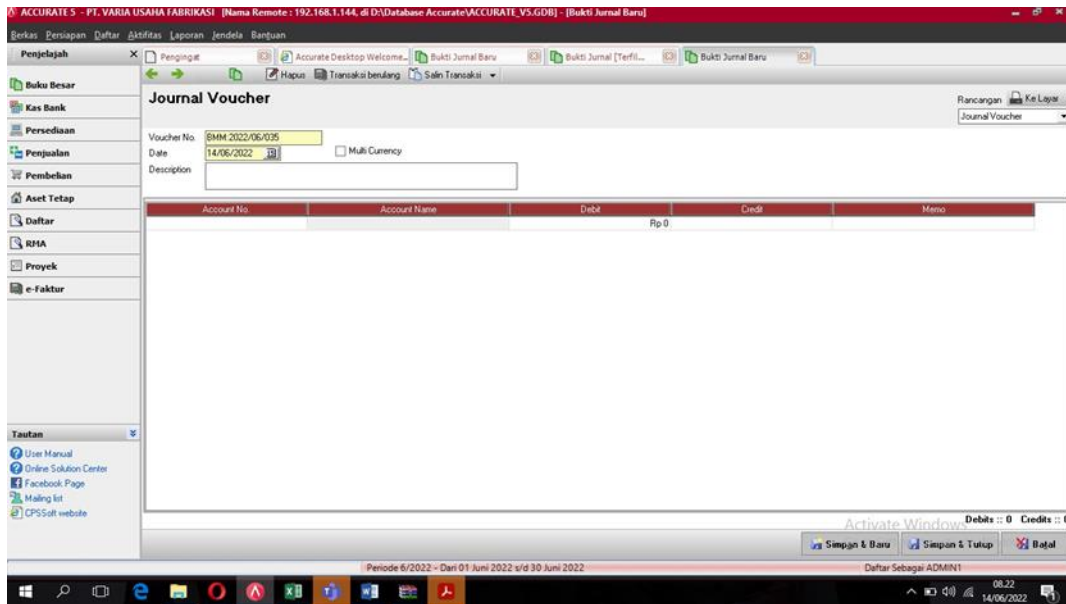 ACCURATE 5 - PT. VARIA USAHA FABRIKASI [Nama Remote : 192.168.1.144, di D:\Database Accurate\ACCURATE_V5.GDB] - [Bukti Jurnal Baru]
Berkas Persiapan Daftar Aktifitas Laporan Jendela Bantuan
Penjelajah
Pengingat
Accurate Desktop Welcome...
Bukti Jurnal Baru
Bukti Jurnal [Terfil...
Bukti Jurnal Baru
Hapus Transaksi berulang Salin Transaksi
Buku Besar
Kas Bank
Persediaan
Penjualan
Pembelian
Aset Tetap
Daftar
RMA
Proyek
e-Faktur
Journal Voucher
Rancangan Ke Layar
Journal Voucher
Voucher No. BMM.2022/06/035
Date 14/06/2022 Multi Currency
Description
Account No. Account Name Debit Credit Memo
Rp 0
Tautan
User Manual
Online Solution Center
Facebook Page
Mailing list
CPSSoft website
Activate Windows
Debits :: 0 Credits ::
Simpan & Baru Simpan & Tutup Batal
Periode 6/2022 - Dari 01 Juni 2022 s/d 30 Juni 2022
Daftar Sebagai ADMIN1
08.22
14/06/2022